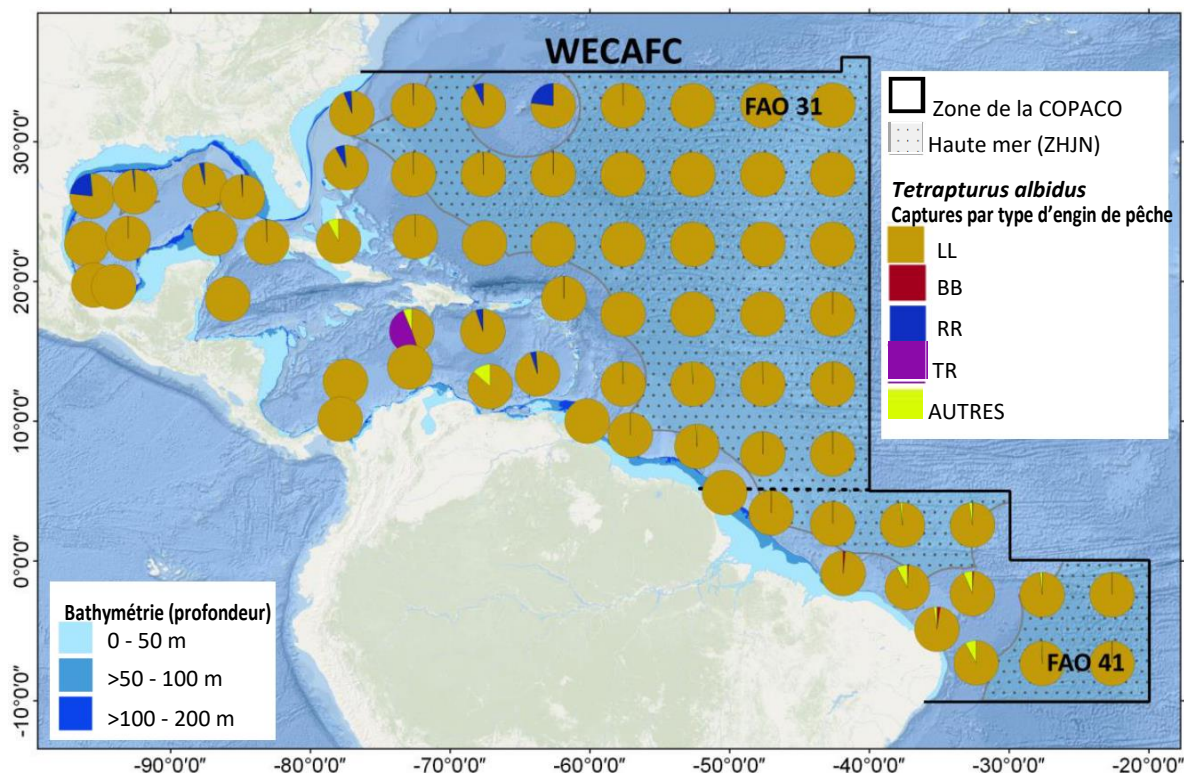 WECAFC
FAO 31
Zone de la COPACO
Haute mer (ZHJN)
Tetrapturus albidus
Captures par type d’engin de pêche
LL
BB
RR
TR
AUTRES
30°0'0"
20°0'0"
10°0'0"
0°0'0"
-10°0'0"
Bathymétrie (profondeur)
0 - 50 m
>50 - 100 m
>100 - 200 m
FAO 41
-90°0'0"
-80°0'0"
-70°0'0"
-60°0'0"
-50°0'0"
-40°0'0"
-30°0'0"
-20°0'0"